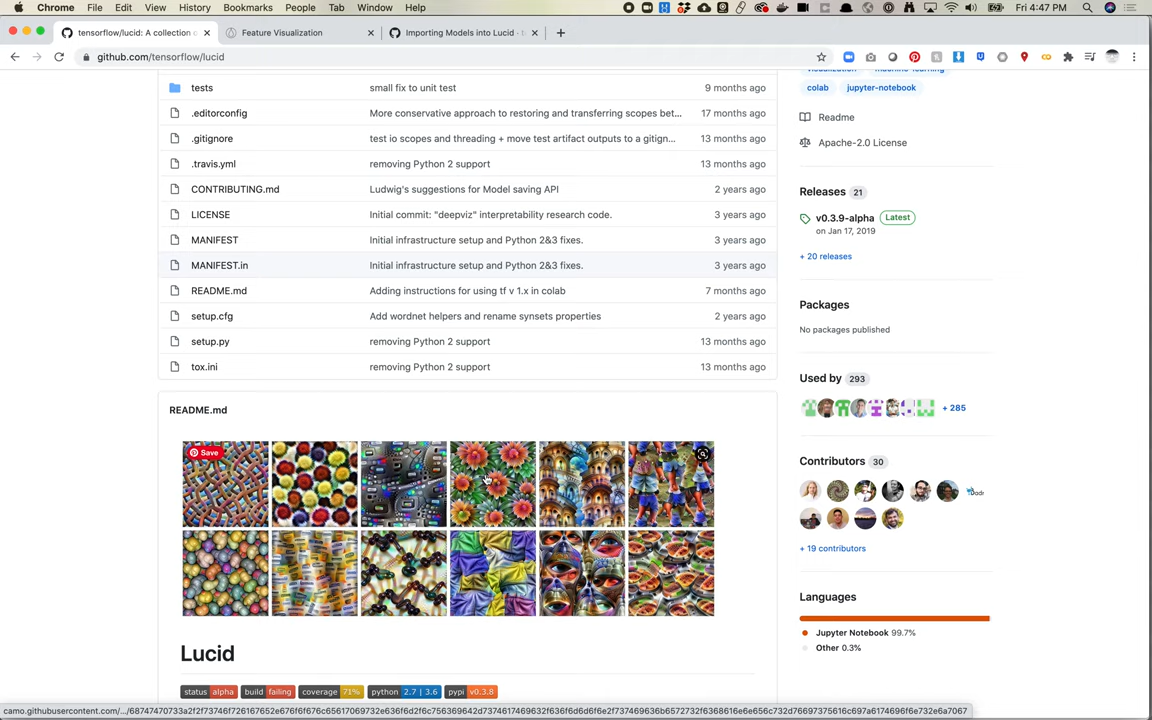 Chrome File Edit View History Bookmarks People Tab Window Help Fri 4:47 PM
tensorflow/lucid: A collection o Feature Visualization Importing Models into Lucid · t
github.com/tensorflow/lucid
visualization machine-learning
tests small fix to unit test 9 months ago
colab jupyter-notebook
.editorconfig More conservative approach to restoring and transferring scopes bet... 17 months ago
Readme
.gitignore test io scopes and threading + move test artifact outputs to a gitign... 13 months ago
Apache-2.0 License
.travis.yml removing Python 2 support 13 months ago
CONTRIBUTING.md Ludwig's suggestions for Model saving API 2 years ago
Releases 21
LICENSE Initial commit: "deepviz" interpretability research code. 3 years ago
v0.3.9-alpha Latest
on Jan 17, 2019
MANIFEST Initial infrastructure setup and Python 2&3 fixes. 3 years ago
+ 20 releases
MANIFEST.in Initial infrastructure setup and Python 2&3 fixes. 3 years ago
README.md Adding instructions for using tf v 1.x in colab 7 months ago
Packages
setup.cfg Add wordnet helpers and rename synsets properties 2 years ago
No packages published
setup.py removing Python 2 support 13 months ago
tox.ini removing Python 2 support 13 months ago
Used by 293
+ 285
README.md
Save
Contributors 30
+ 19 contributors
Languages
Jupyter Notebook 99.7%
Other 0.3%
Lucid
status alpha build failing coverage 71% python 2.7 | 3.6 pypi v0.3.8